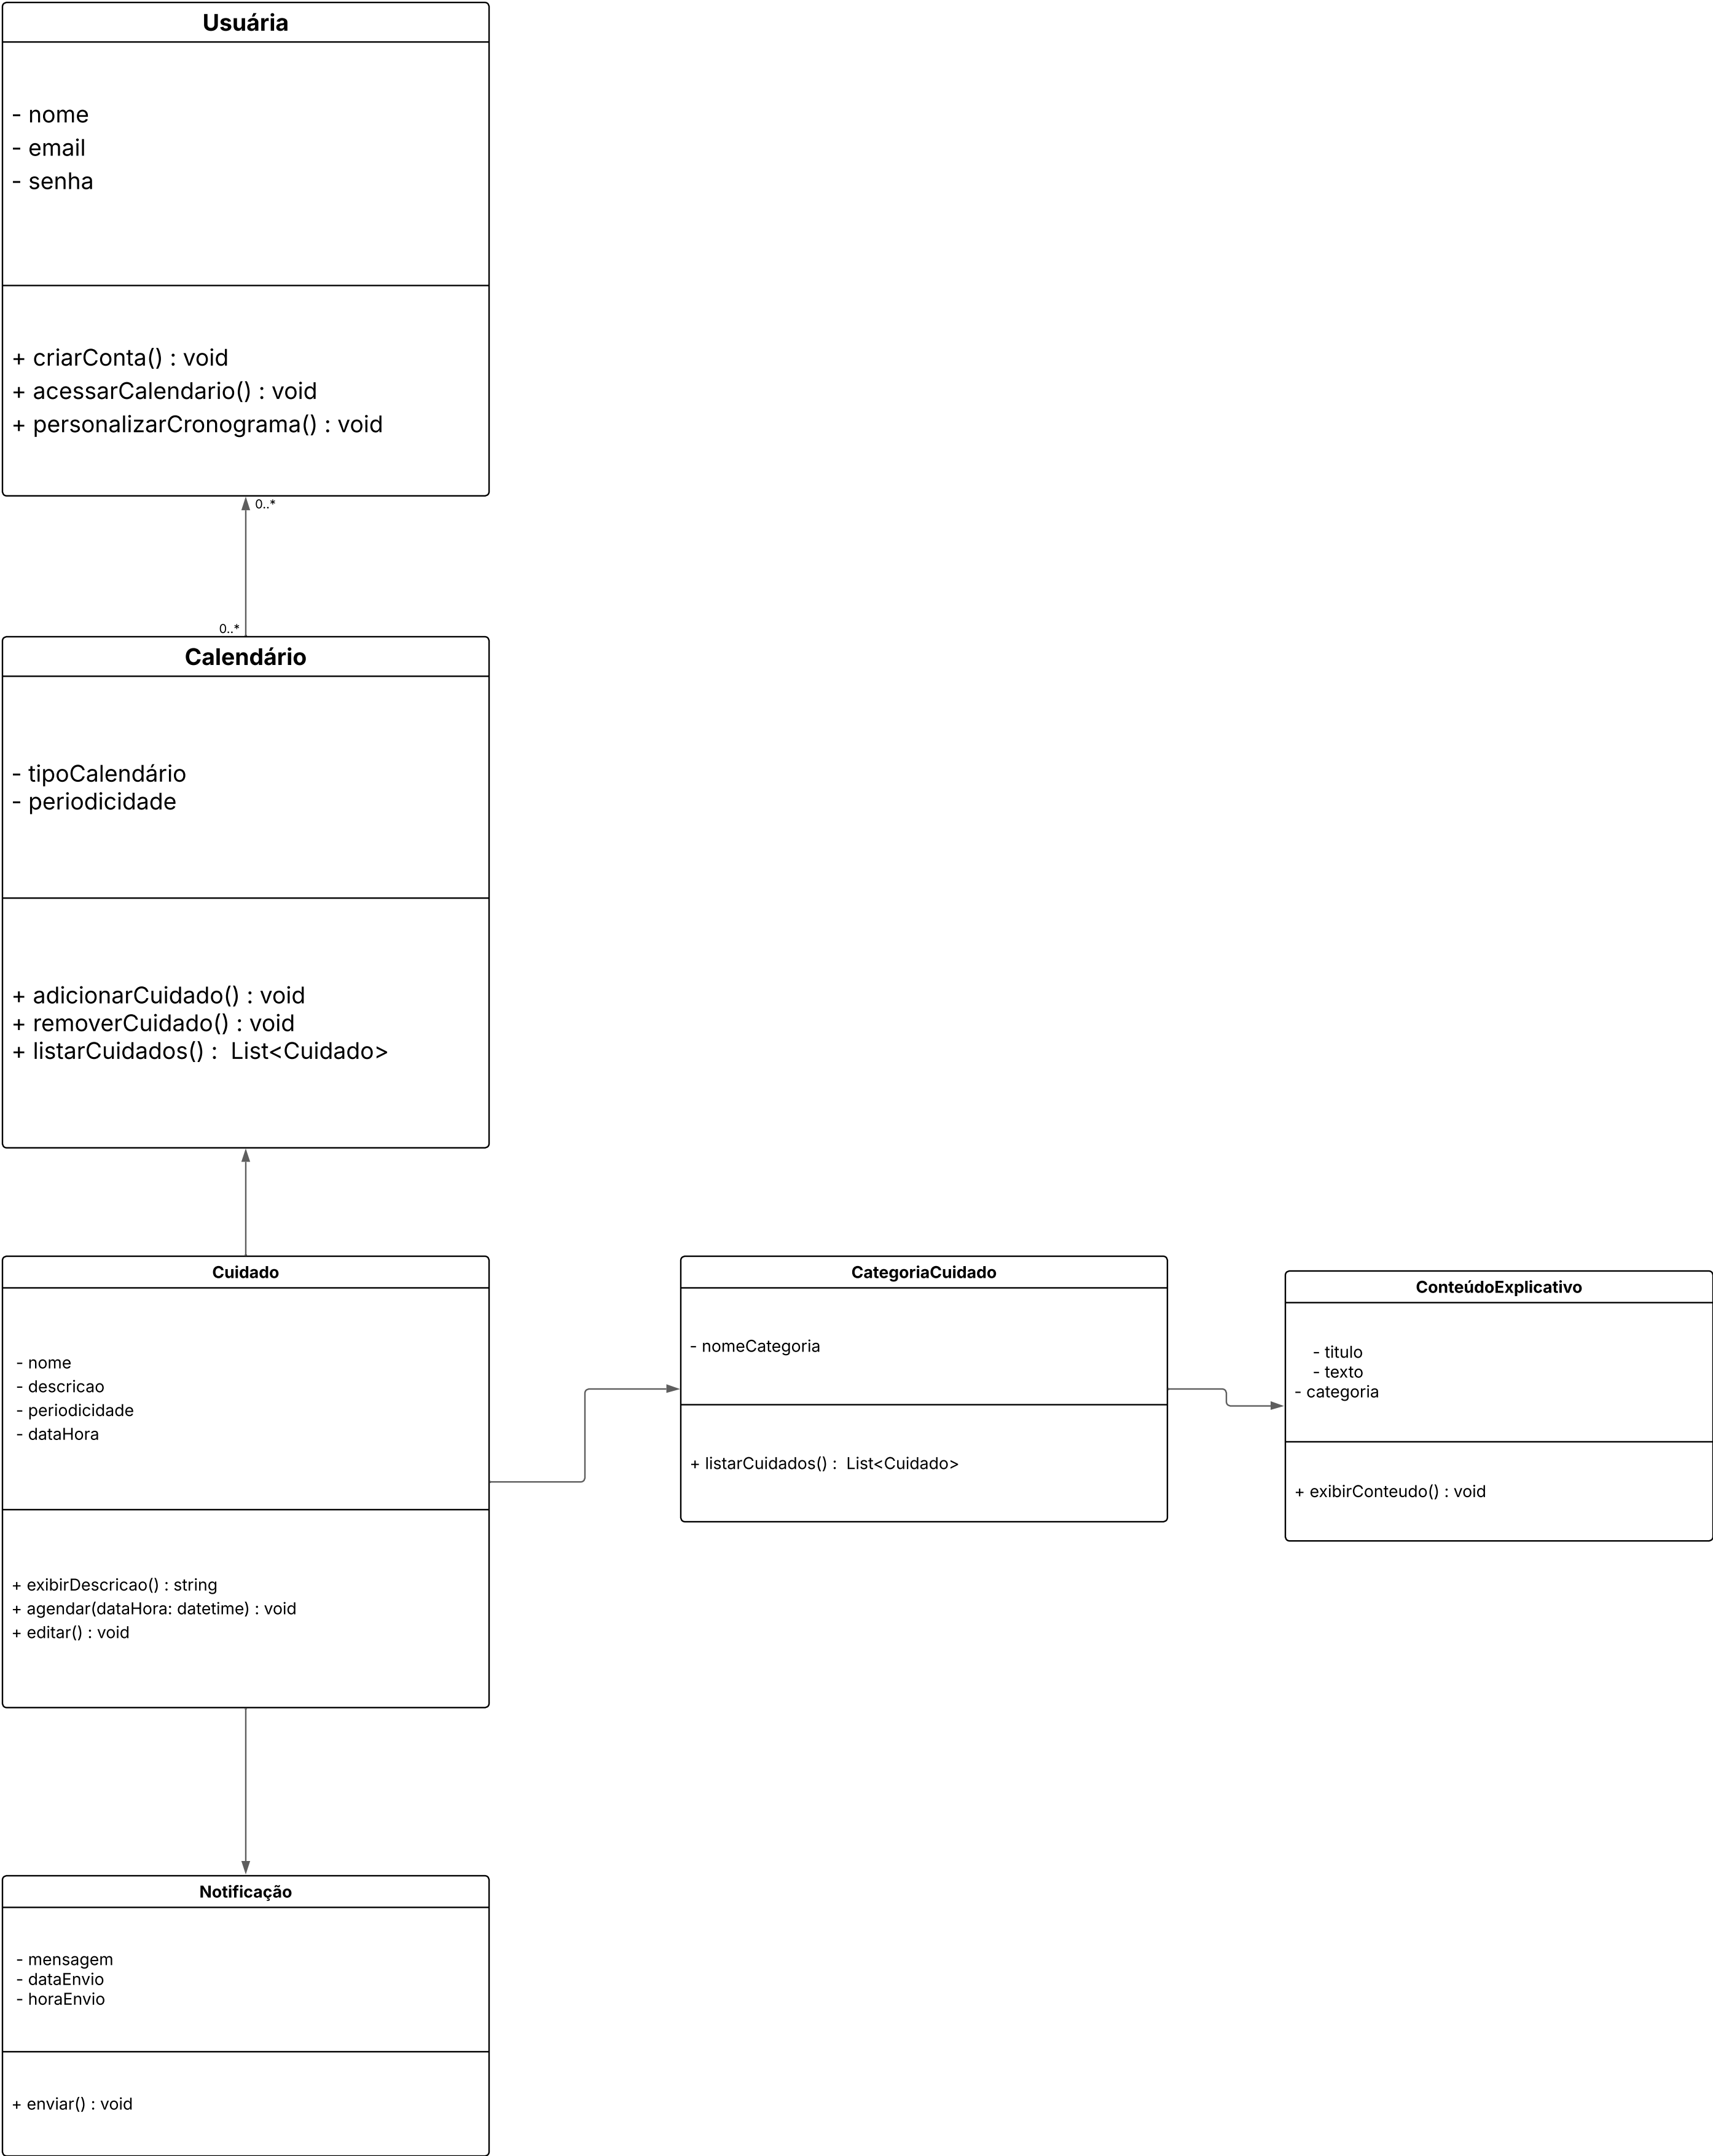 Usuária
- nome
- email
- senha
+ criarConta() : void
+ acessarCalendario() : void
+ personalizarCronograma() : void
0..*
0..*
Calendário
- tipoCalendário
- periodicidade
+ adicionarCuidado() : void
+ removerCuidado() : void
+ listarCuidados() :  List<Cuidado>
Cuidado
- nome
- descricao
- periodicidade
- dataHora
+ exibirDescricao() : string
+ agendar(dataHora: datetime) : void
+ editar() : void
CategoriaCuidado
- nomeCategoria
+ listarCuidados() :  List<Cuidado>
ConteúdoExplicativo
- titulo
- texto
- categoria
+ exibirConteudo() : void
Notificação
- mensagem
- dataEnvio
- horaEnvio
+ enviar() : void